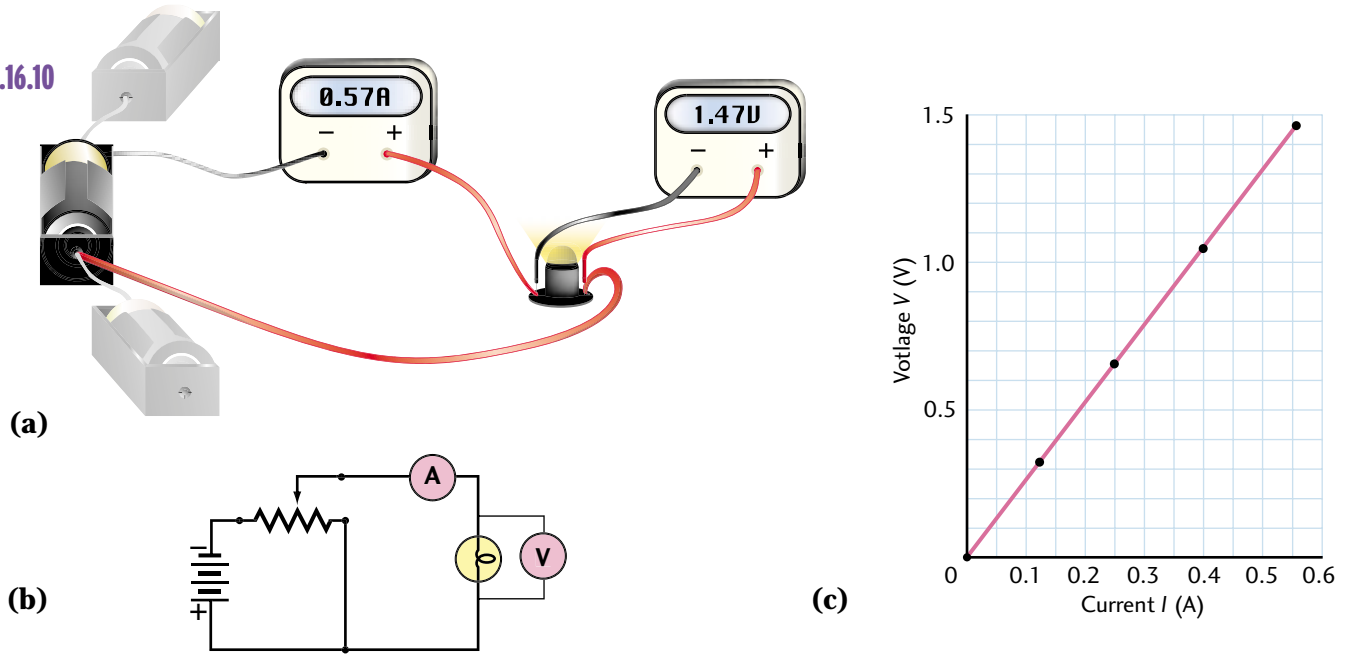 .16.10
0.57A
− +
1.47V
− +
(a)
A
V
−
+
(b)
1.5
1.0
0.5
0 0.1 0.2 0.3 0.4 0.5 0.6
Votlage V (V)
Current I (A)
(c)